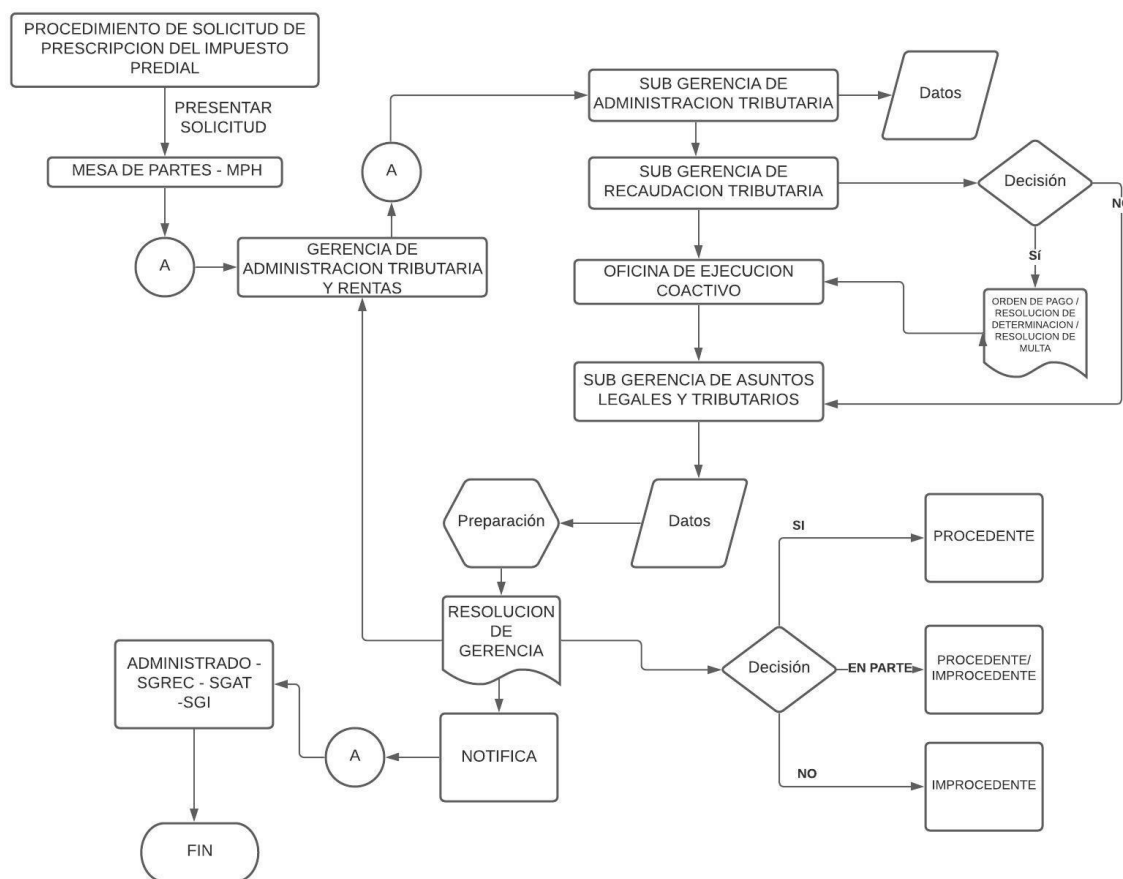 PROCEDIMIENTO DE SOLICITUD DE
PRESCRIPCION DEL IMPUESTO
PREDIAL
PRESENTAR
SOLICITUD
MESA DE PARTES - MPH
A
GERENCIA DE
ADMINISTRACION TRIBUTARIA
Y RENTAS
A
SUB GERENCIA DE
ADMINISTRACION TRIBUTARIA
Datos
SUB GERENCIA DE
RECAUDACION TRIBUTARIA
Decisión
NO
Sí
ORDEN DE PAGO /
RESOLUCION DE
DETERMINACION /
RESOLUCION DE
MULTA
OFICINA DE EJECUCION
COACTIVO
SUB GERENCIA DE ASUNTOS
LEGALES Y TRIBUTARIOS
Datos
Preparación
RESOLUCION
DE
GERENCIA
Decisión
SI
PROCEDENTE
EN PARTE
PROCEDENTE/
IMPROCEDENTE
NO
IMPROCEDENTE
NOTIFICA
A
ADMINISTRADO -
SGREC - SGAT
-SGI
FIN